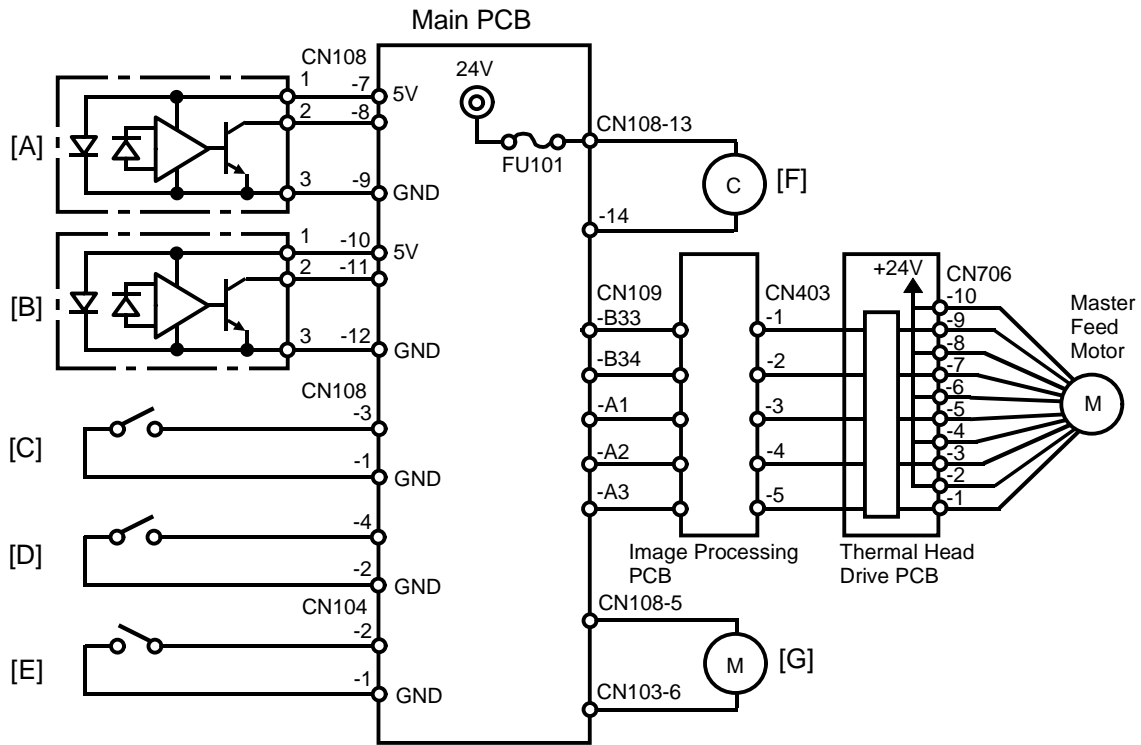 Main PCB
CN108
1
-7
5V
2
-8
[A]
3
-9
GND
1
-10
5V
2
-11
[B]
3
-12
GND
CN108
-3
[C]
-1
GND
-4
[D]
-2
GND
CN104
-2
[E]
-1
GND
24V
FU101
CN108-13
C
[F]
-14
CN109
-B33
-B34
-A1
-A2
-A3
Image Processing
PCB
CN403
-1
-2
-3
-4
-5
+24V
Thermal Head
Drive PCB
CN706
-10
-9
-8
-7
-6
-5
-4
-3
-2
-1
Master
Feed
Motor
M
CN108-5
M
[G]
CN103-6